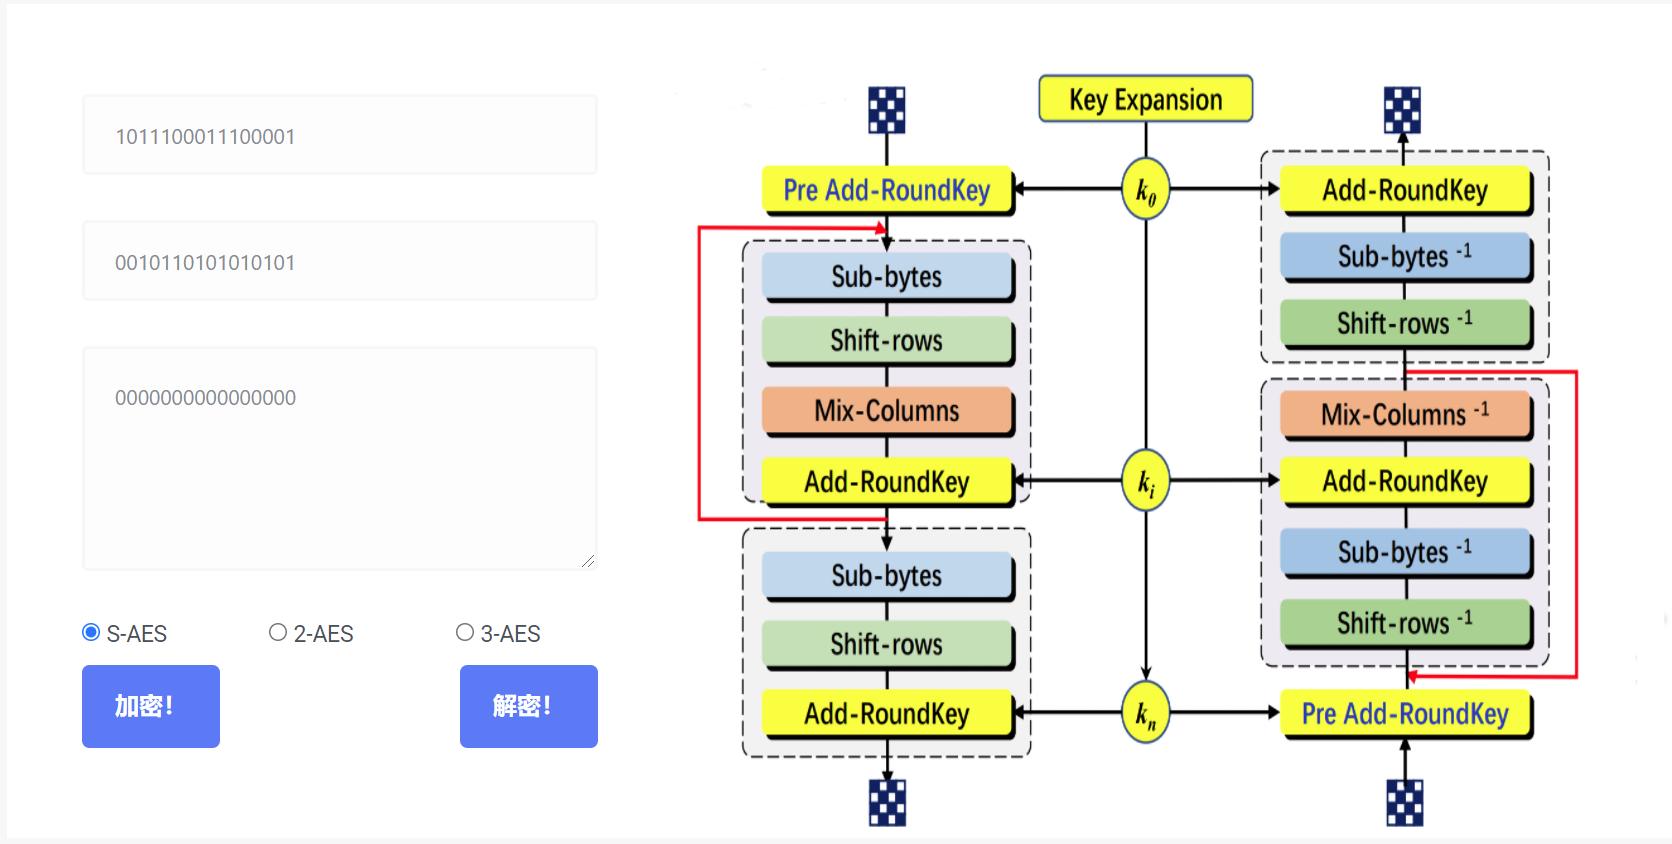 1011100011100001
0010110101010101
0000000000000000
S-AES
2-AES
3-AES
加密!
解密!
Key Expansion
Pre Add-RoundKey
k0
Add-RoundKey
Sub-bytes
Sub-bytes -1
Shift-rows
Shift-rows -1
Mix-Columns
Mix-Columns -1
Add-RoundKey
ki
Add-RoundKey
Sub-bytes
Sub-bytes -1
Shift-rows
Shift-rows -1
Add-RoundKey
kn
Pre Add-RoundKey